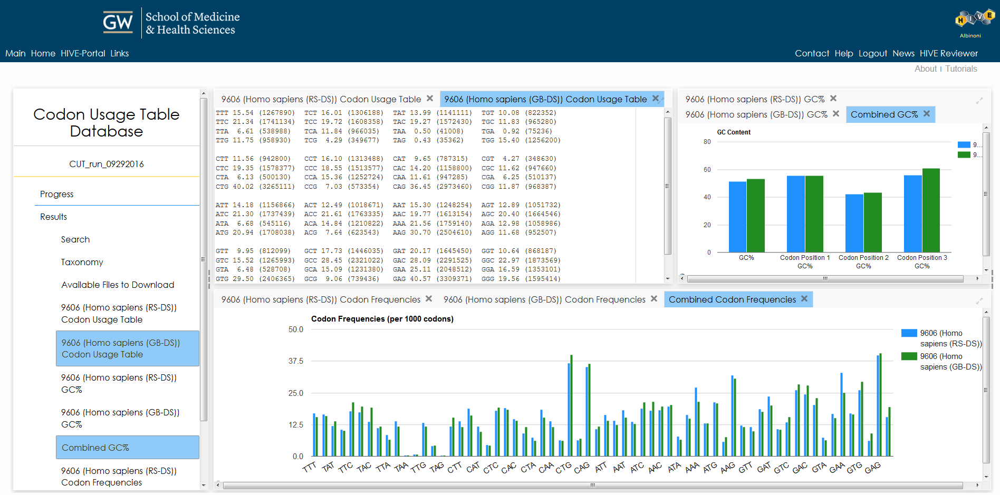 GW
School of Medicine
& Health Sciences
HIVE
Albinoni
Main Home HIVE-Portal Links
Contact Help Logout News HIVE Reviewer
About | Tutorials
Codon Usage Table
Database
CUT_run_09292016
Progress
Results
Search
Taxonomy
Available Files to Download
9606 (Homo sapiens (RS-DS))
Codon Usage Table
9606 (Homo sapiens (GB-DS))
Codon Usage Table
9606 (Homo sapiens (RS-DS))
GC%
9606 (Homo sapiens (GB-DS))
GC%
Combined GC%
9606 (Homo sapiens (RS-DS))
Codon Frequencies
9606 (Homo sapiens (RS-DS)) Codon Usage Table 9606 (Homo sapiens (GB-DS)) Codon Usage Table
TTT 15.54 (1267890) TCT 16.01 (1306188) TAT 13.99 (1141111) TGT 10.08 (822352)
TTC 21.34 (1741134) TCC 19.72 (1608358) TAC 19.27 (1572430) TGC 11.83 (965280)
TTA 6.61 (538988) TCA 11.84 (966035) TAA 0.50 (41008) TGA 0.92 (75236)
TTG 11.75 (958930) TCG 4.29 (349677) TAG 0.43 (35362) TGG 15.40 (1256200)
CTT 11.56 (942800) CCT 16.10 (1313488) CAT 9.65 (787315) CGT 4.27 (348630)
CTC 19.35 (1578377) CCC 18.55 (1513577) CAC 14.20 (1158800) CGC 11.62 (947660)
CTA 6.13 (500130) CCA 15.36 (1252724) CAA 11.61 (947285) CGA 6.25 (510137)
CTG 40.02 (3265111) CCG 7.03 (573354) CAG 36.45 (2973460) CGG 11.87 (968387)
ATT 14.18 (1156866) ACT 12.49 (1018671) AAT 15.30 (1248254) AGT 12.89 (1051732)
ATC 21.30 (1737439) ACC 21.61 (1763335) AAC 19.77 (1613154) AGC 20.40 (1664546)
ATA 6.68 (545116) ACA 14.84 (1210822) AAA 21.56 (1759140) AGA 12.98 (1058986)
ATG 20.94 (1708038) ACG 7.64 (623543) AAG 30.70 (2504610) AGG 11.68 (952507)
GTT 9.95 (812099) GCT 17.73 (1446035) GAT 20.17 (1645450) GGT 10.64 (868187)
GTC 15.52 (1265993) GCC 28.45 (2321022) GAC 28.09 (2291525) GGC 22.97 (1873569)
GTA 6.48 (528708) GCA 15.09 (1231380) GAA 25.11 (2048512) GGA 16.59 (1353101)
GTG 29.50 (2406365) GCG 9.06 (739436) GAG 40.57 (3309371) GGG 19.56 (1595414)
9606 (Homo sapiens (RS-DS)) GC%
9606 (Homo sapiens (GB-DS)) GC% Combined GC%
GC Content
80
60
40
20
0
GC% Codon Position 1 Codon Position 2 Codon Position 3
GC% GC% GC%
9...
9...
9606 (Homo sapiens (RS-DS)) Codon Frequencies 9606 (Homo sapiens (GB-DS)) Codon Frequencies Combined Codon Frequencies
Codon Frequencies (per 1000 codons)
50.0
37.5
25.0
12.5
0.0
TTT TAT TTC TAC TTA TAA TTG TAG CTT CAT CTC CAC CTA CAA CTG CAG ATT AAT ATC AAC ATA AAA ATG AAG GTT GAT GTC GAC GTA GAA GTG GAG
9606 (Homo
sapiens (RS-DS))
9606 (Homo
sapiens (GB-DS))